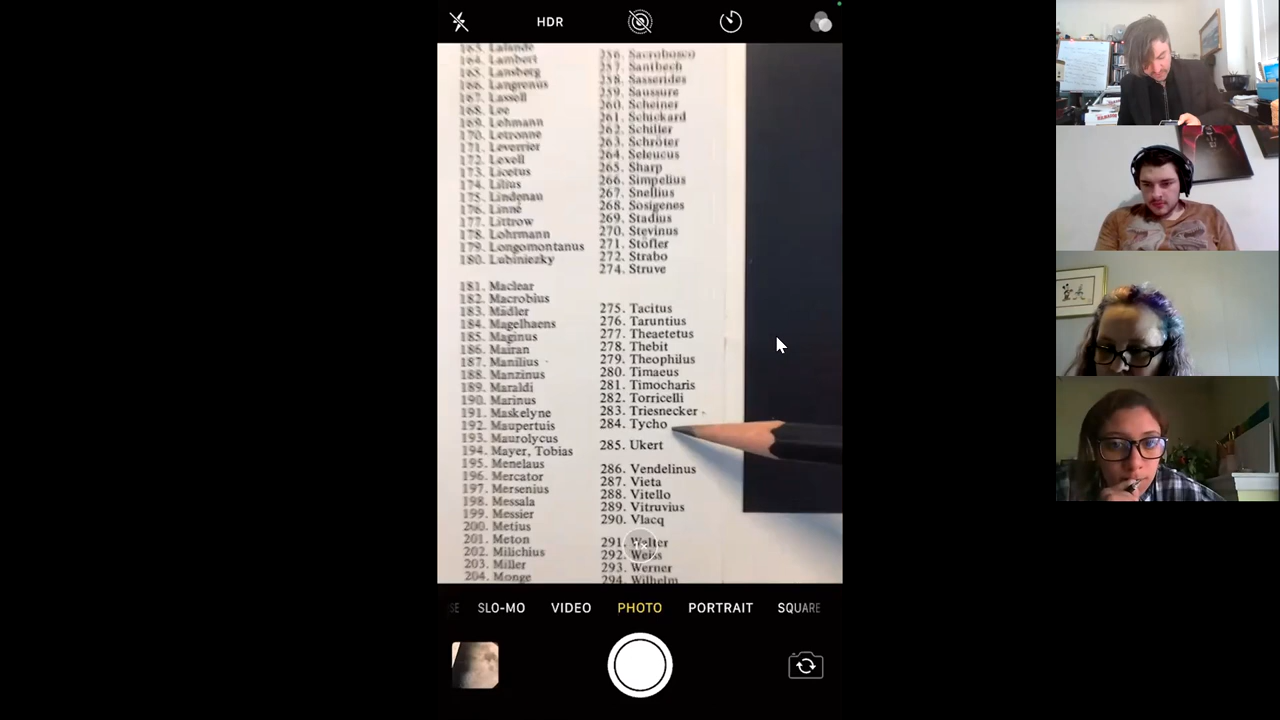 HDR
163. Lalande
164. Lambert
165. Lansberg
166. Langrenus
167. Lassell
168. Lee
169. Lehmann
170. Letronne
171. Leverrier
172. Lexell
173. Licetus
174. Lilius
175. Lindenau
176. Linné
177. Littrow
178. Lohrmann
179. Longomontanus
180. Lubiniezky
181. Maclear
182. Macrobius
183. Mädler
184. Magelhaens
185. Maginus
186. Mairan
187. Manilius
188. Manzinus
189. Maraldi
190. Marinus
191. Maskelyne
192. Maupertuis
193. Maurolycus
194. Mayer, Tobias
195. Menelaus
196. Mercator
197. Mersenius
198. Messala
199. Messier
200. Metius
201. Meton
202. Milichius
203. Miller
204. Monge
256. Sacrobosco
257. Santbech
258. Sasserides
259. Saussure
260. Scheiner
261. Schickard
262. Schiller
263. Schröter
264. Seleucus
265. Sharp
266. Simpelius
267. Snellius
268. Sosigenes
269. Stadius
270. Stevinus
271. Stöfler
272. Strabo
274. Struve
275. Tacitus
276. Taruntius
277. Theaetetus
278. Thebit
279. Theophilus
280. Timaeus
281. Timocharis
282. Torricelli
283. Triesnecker
284. Tycho
285. Ukert
286. Vendelinus
287. Vieta
288. Vitello
289. Vitruvius
290. Vlacq
291. Walter
292. Weiss
293. Werner
294. Wilhelm
SLO-MO VIDEO PHOTO PORTRAIT SQUARE